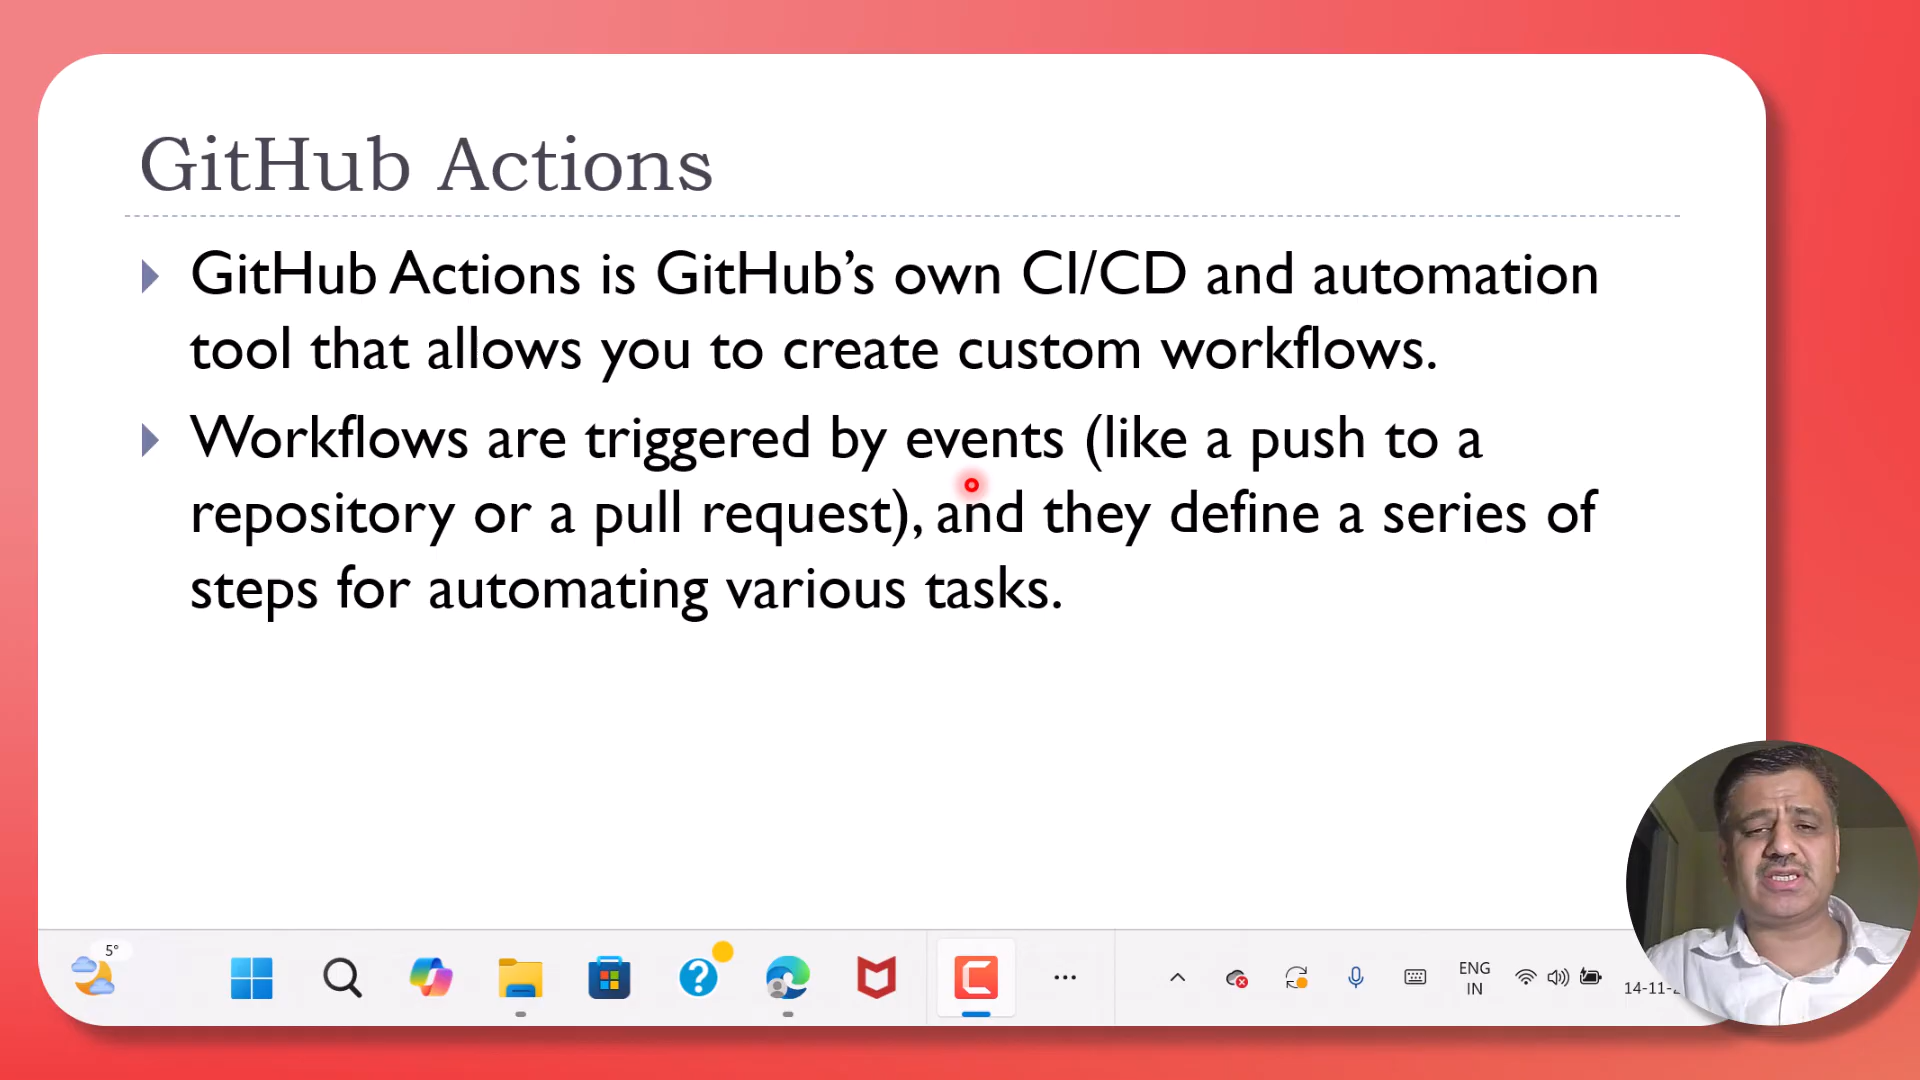 GitHub Actions
GitHub Actions is GitHub’s own CI/CD and automation
tool that allows you to create custom workflows.
Workflows are triggered by events (like a push to a
repository or a pull request), and they define a series of
steps for automating various tasks.
5°
ENG
IN
14-11-